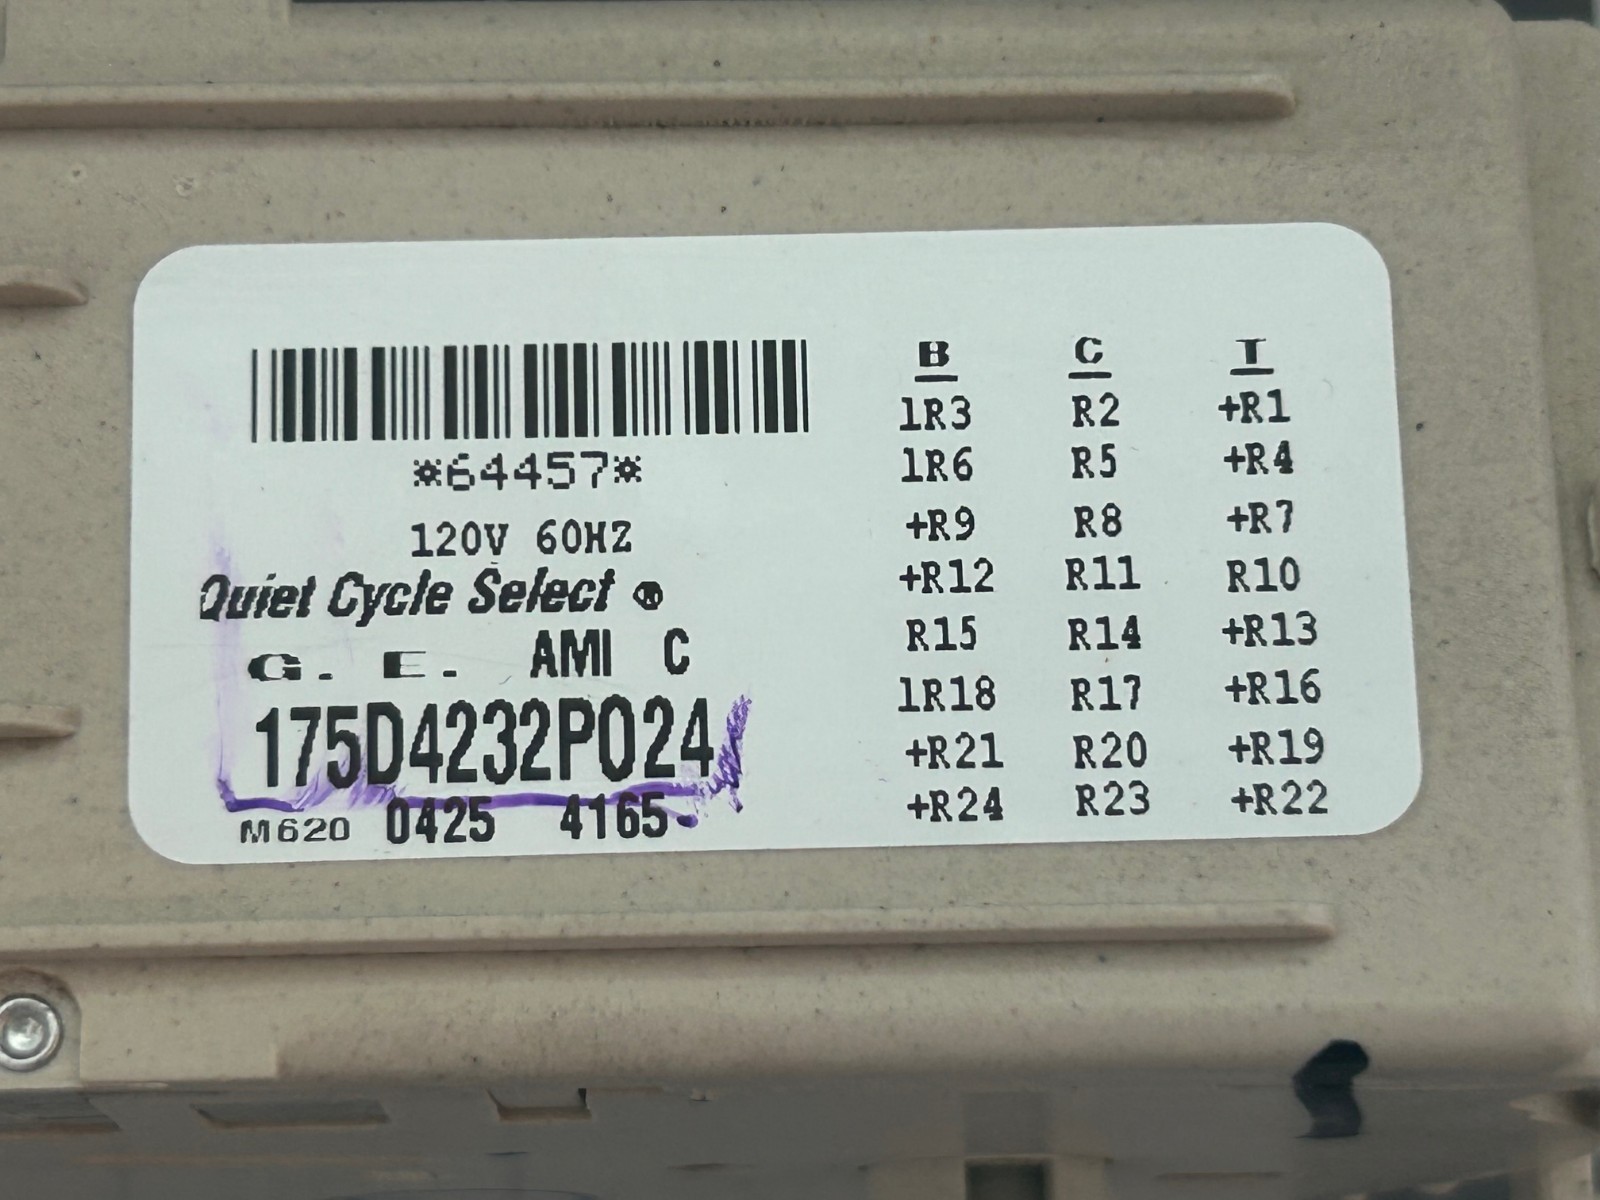 *64457*
120V 60HZ
Quiet Cycle Select ®
G. E. AMI C
175D4232P024
M620 0425 4165-
B C T
1R3 R2 +R1
1R6 R5 +R4
+R9 R8 +R7
+R12 R11 R10
R15 R14 +R13
1R18 R17 +R16
+R21 R20 +R19
+R24 R23 +R22